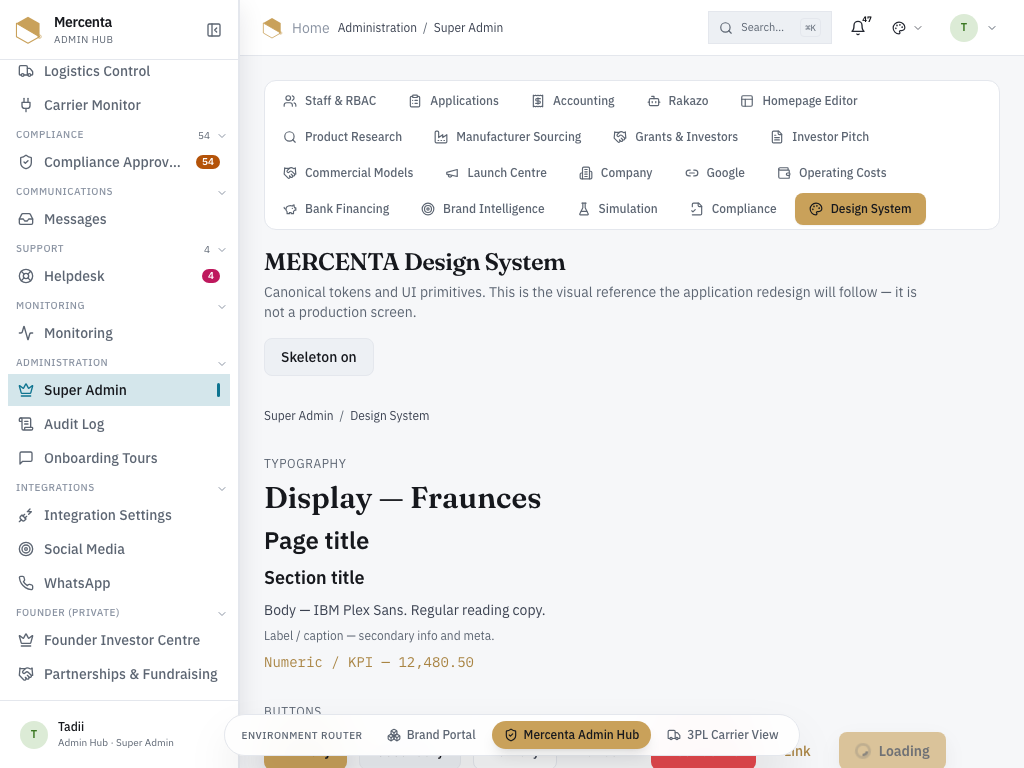 Mercenta
ADMIN HUB
Logistics Control
Carrier Monitor
COMPLIANCE 54
Compliance Approv... 54
COMMUNICATIONS
Messages
SUPPORT 4
Helpdesk 4
MONITORING
Monitoring
ADMINISTRATION
Super Admin
Audit Log
Onboarding Tours
INTEGRATIONS
Integration Settings
Social Media
WhatsApp
FOUNDER (PRIVATE)
Founder Investor Centre
Partnerships & Fundraising
T Tadii
Admin Hub · Super Admin
Home Administration / Super Admin
Search... ⌘K
47
T
Staff & RBAC Applications Accounting Rakazo Homepage Editor
Product Research Manufacturer Sourcing Grants & Investors Investor Pitch
Commercial Models Launch Centre Company Google Operating Costs
Bank Financing Brand Intelligence Simulation Compliance Design System
MERCENTA Design System
Canonical tokens and UI primitives. This is the visual reference the application redesign will follow — it is
not a production screen.
Skeleton on
Super Admin / Design System
TYPOGRAPHY
Display — Fraunces
Page title
Section title
Body — IBM Plex Sans. Regular reading copy.
Label / caption — secondary info and meta.
Numeric / KPI — 12,480.50
BUTTONS
ENVIRONMENT ROUTER Brand Portal Mercenta Admin Hub 3PL Carrier View
Loading